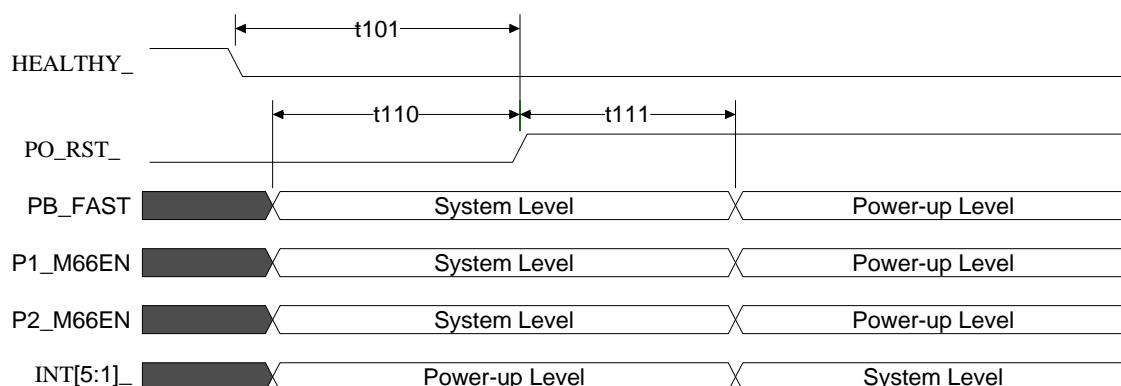 t101
HEALTHY_
t110
t111
PO_RST_
PB_FAST System Level Power-up Level
P1_M66EN System Level Power-up Level
P2_M66EN System Level Power-up Level
INT[5:1]_ Power-up Level System Level